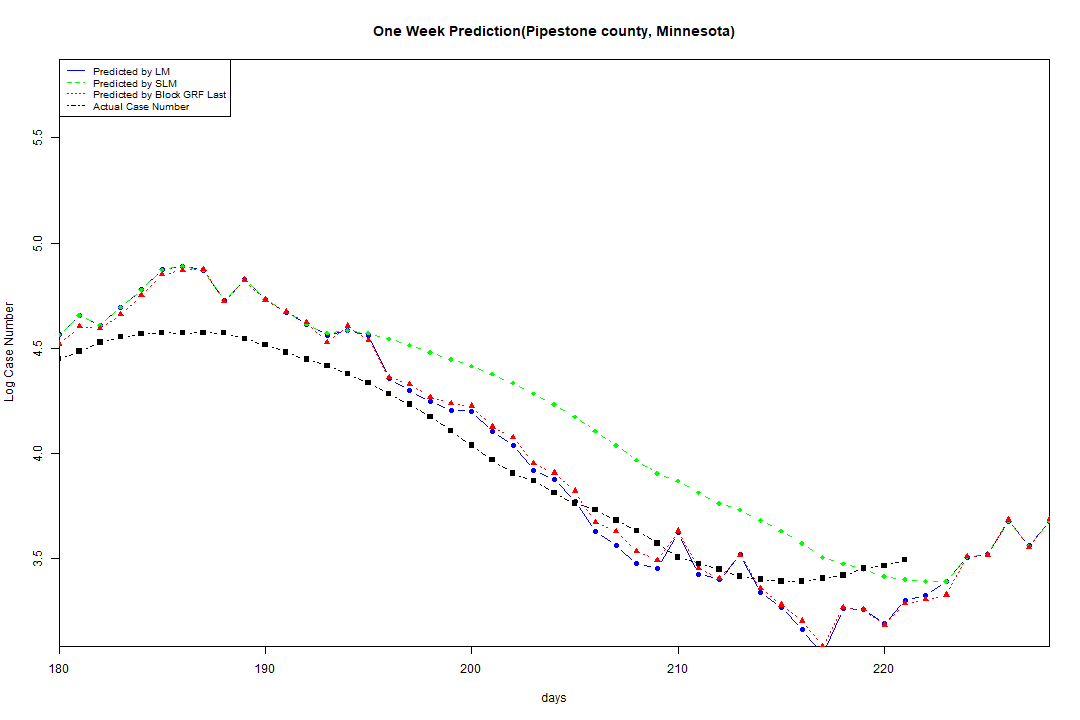 One Week Prediction(Pipestone county, Minnesota)
Predicted by LM
Predicted by SLM
Predicted by Block GRF Last
Actual Case Number
5.5
5.0
4.5
4.0
3.5
Log Case Number
180
190
200
210
220
days